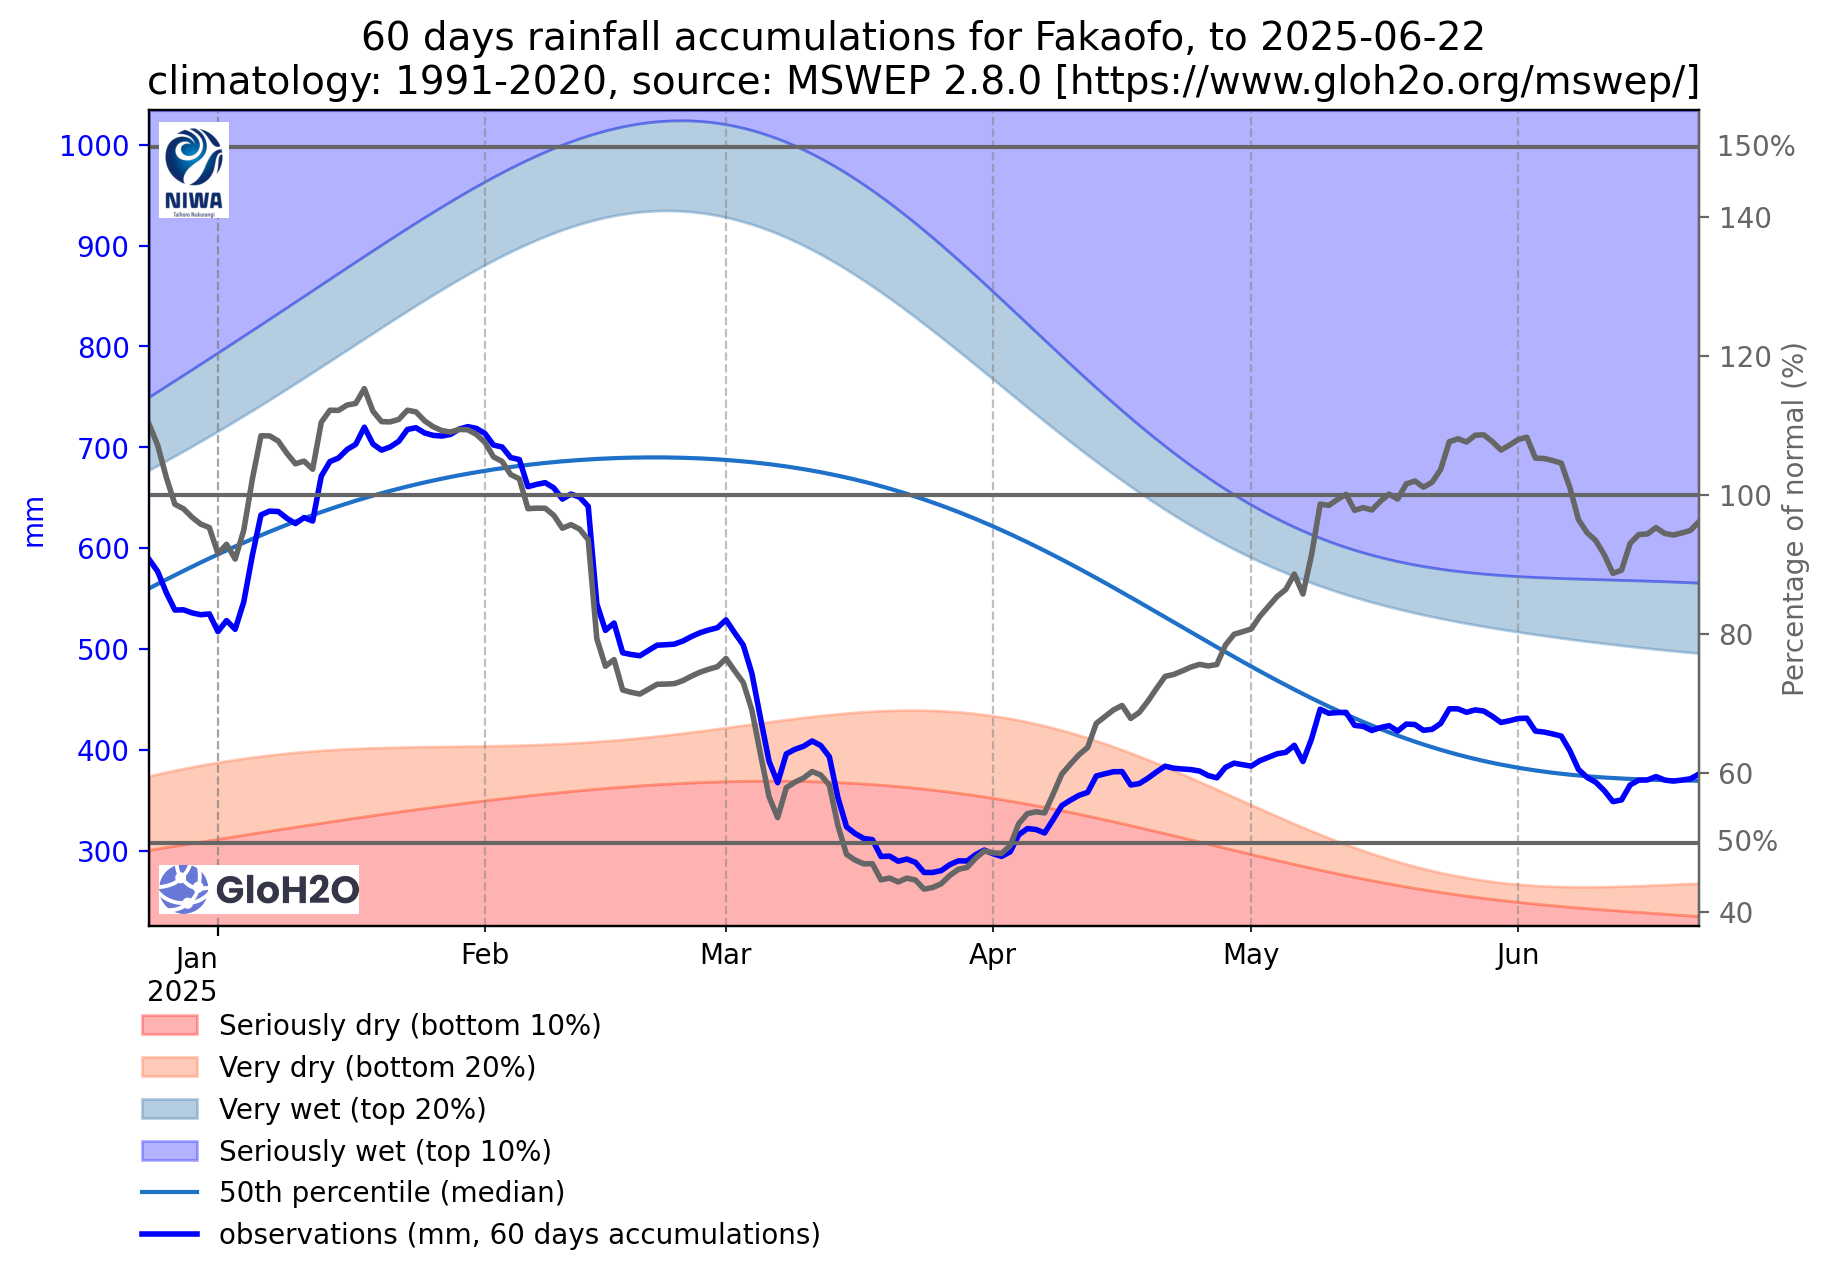 60 days rainfall accumulations for Fakaofo, to 2025-06-22
climatology: 1991-2020, source: MSWEP 2.8.0 [https://www.gloh2o.org/mswep/]
1000
900
800
700
600
500
400
300
mm
150%
140
120
100
80
60
50%
40
Percentage of normal (%)
NIWA
Taihoro Nukurangi
GloH2O
Jan
2025
Feb
Mar
Apr
May
Jun
Seriously dry (bottom 10%)
Very dry (bottom 20%)
Very wet (top 20%)
Seriously wet (top 10%)
50th percentile (median)
observations (mm, 60 days accumulations)